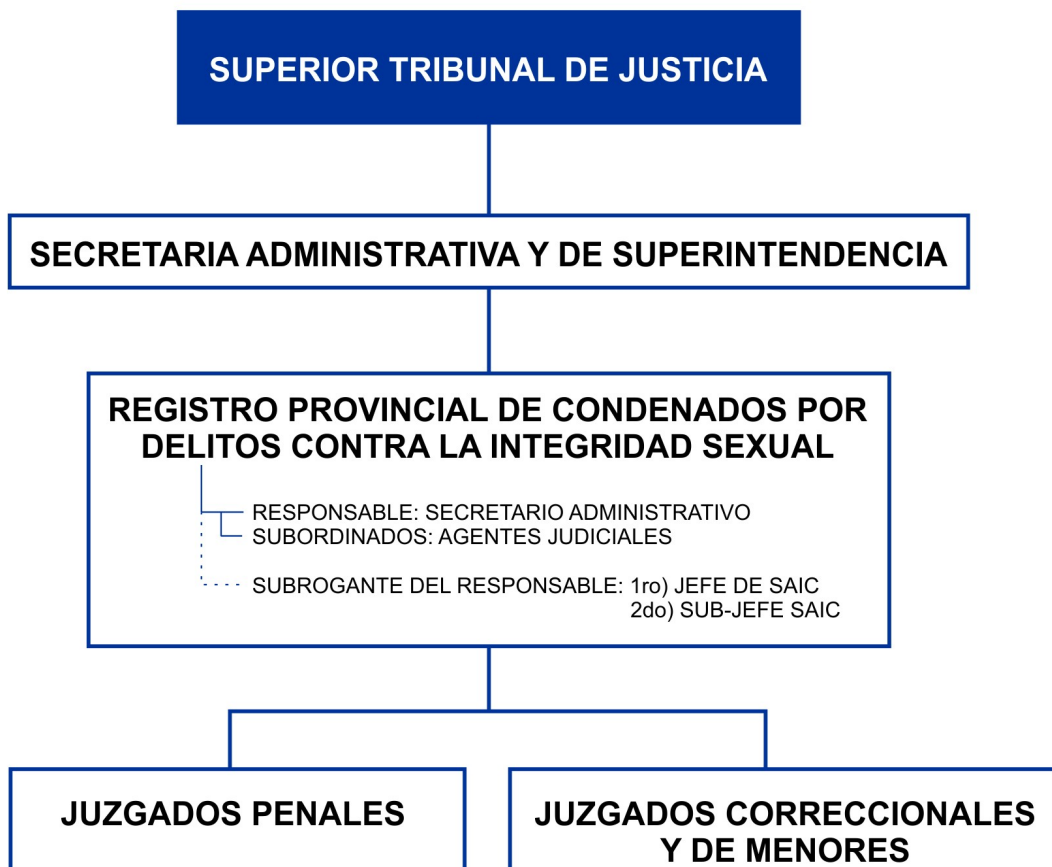 SUPERIOR TRIBUNAL DE JUSTICIA
SECRETARIA ADMINISTRATIVA Y DE SUPERINTENDENCIA
REGISTRO PROVINCIAL DE CONDENADOS POR
DELITOS CONTRA LA INTEGRIDAD SEXUAL
RESPONSABLE: SECRETARIO ADMINISTRATIVO
SUBORDINADOS: AGENTES JUDICIALES
SUBROGANTE DEL RESPONSABLE: 1ro) JEFE DE SAIC
2do) SUB-JEFE SAIC
JUZGADOS PENALES
JUZGADOS CORRECCIONALES
Y DE MENORES